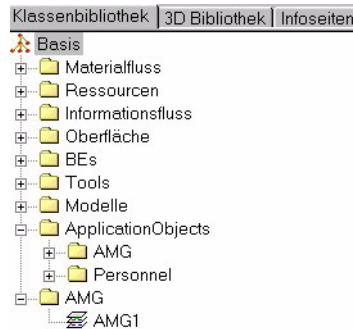 Klassenbibliothek 3D Bibliothek Infoseiten
Basis
Materialfluss
Ressourcen
Informationsfluss
Oberfläche
BEs
Tools
Modelle
ApplicationObjects
AMG
Personnel
AMG
AMG1